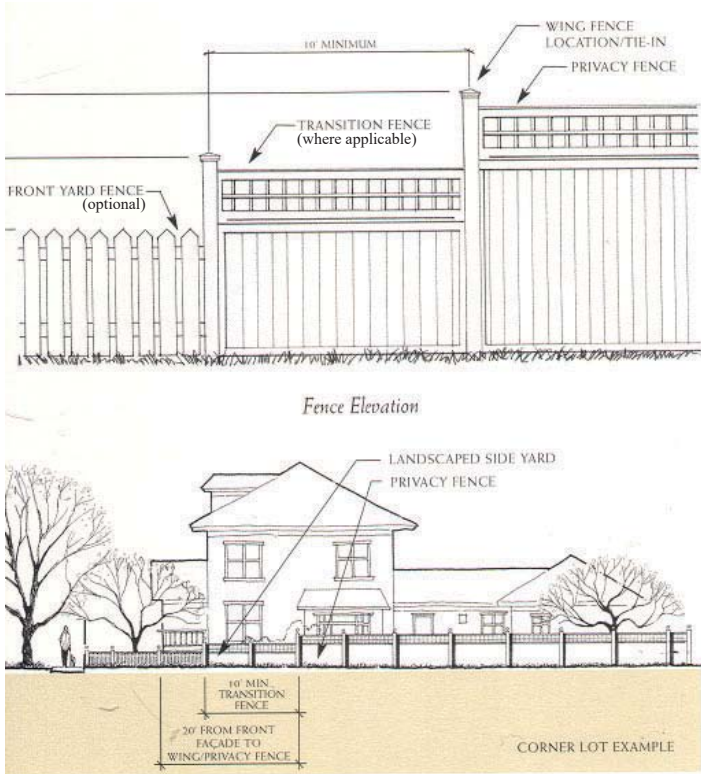 10' MINIMUM
WING FENCE
LOCATION/TIE-IN
PRIVACY FENCE
TRANSITION FENCE
(where applicable)
FRONT YARD FENCE
(optional)
Fence Elevation
LANDSCAPED SIDE YARD
PRIVACY FENCE
10' MIN.
TRANSITION
FENCE
20' FROM FRONT
FAÇADE TO
WING/PRIVACY FENCE
CORNER LOT EXAMPLE